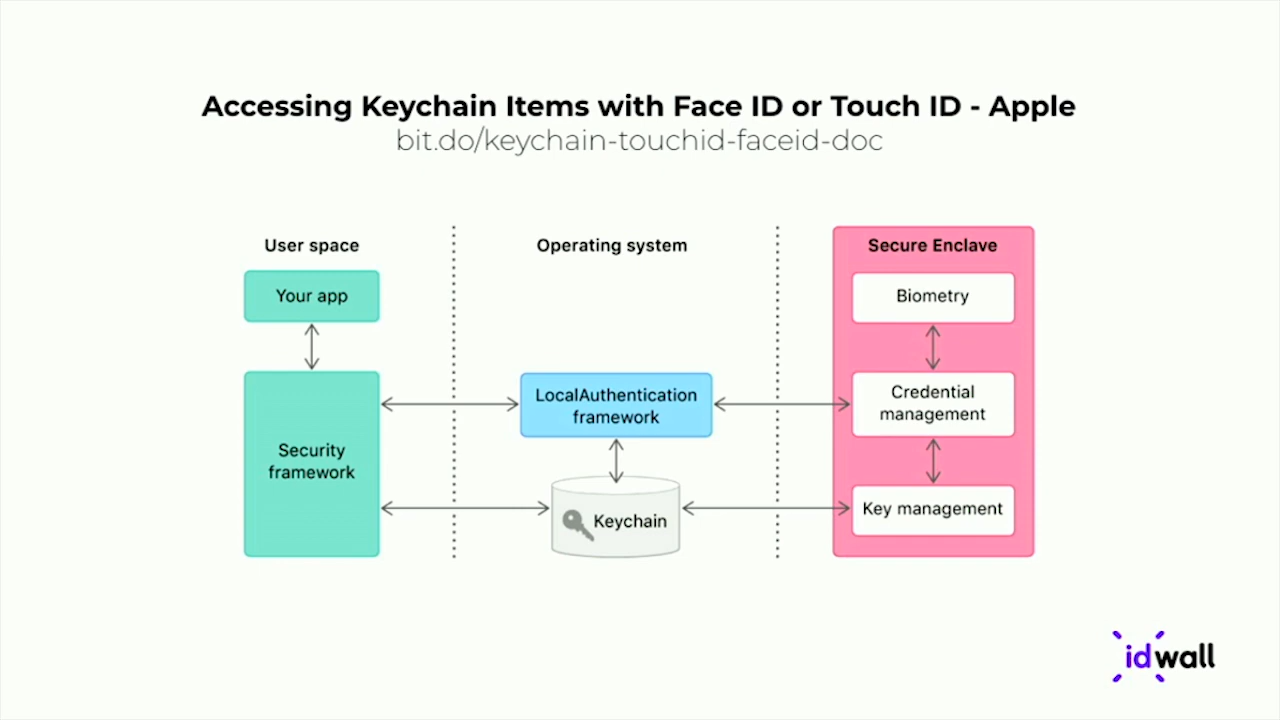 Accessing Keychain Items with Face ID or Touch ID - Apple
bit.do/keychain-touchid-faceid-doc
User space
Operating system
Secure Enclave
Your app
Biometry
LocalAuthentication
framework
Credential
management
Security
framework
Keychain
Key management
idwall